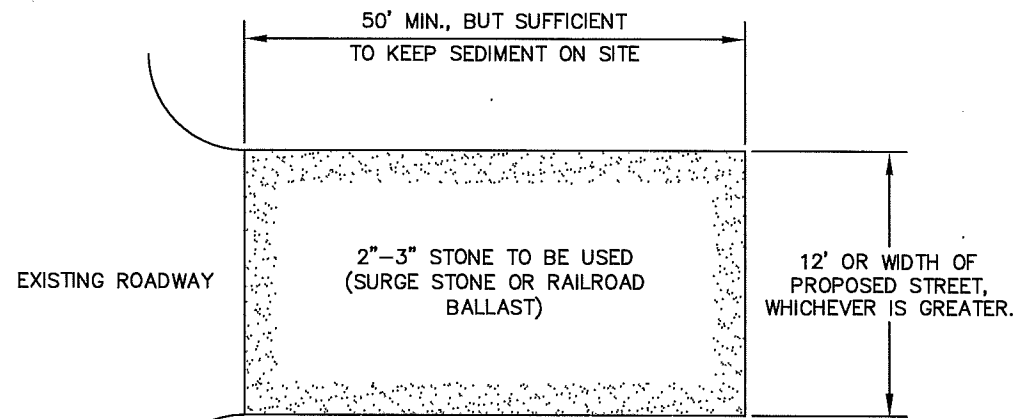 50' MIN., BUT SUFFICIENT
TO KEEP SEDIMENT ON SITE
EXISTING ROADWAY
2"-3" STONE TO BE USED
(SURGE STONE OR RAILROAD
BALLAST)
12' OR WIDTH OF
PROPOSED STREET,
WHICHEVER IS GREATER.